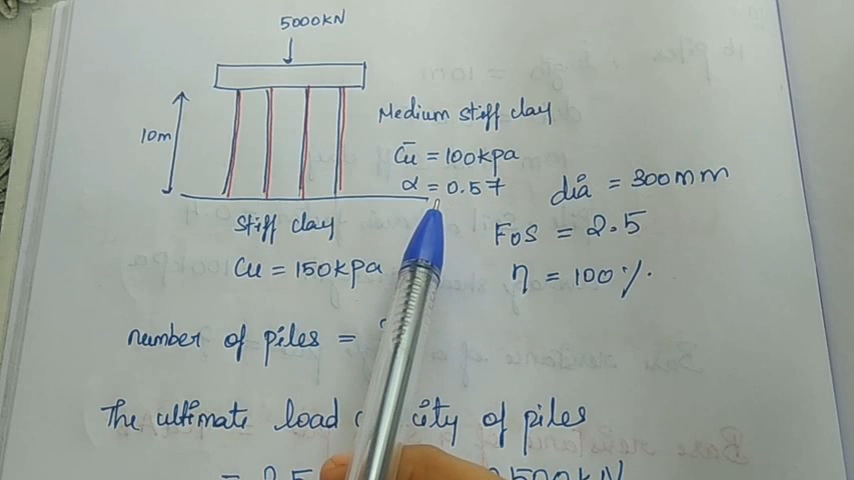 5000KN
10m
Medium stiff clay
C̄u = 100kpa
α = 0.57
dia = 300mm
Stiff clay
Cu = 150kpa
FoS = 2.5
η = 100%
number of piles =
The ultimate load of piles